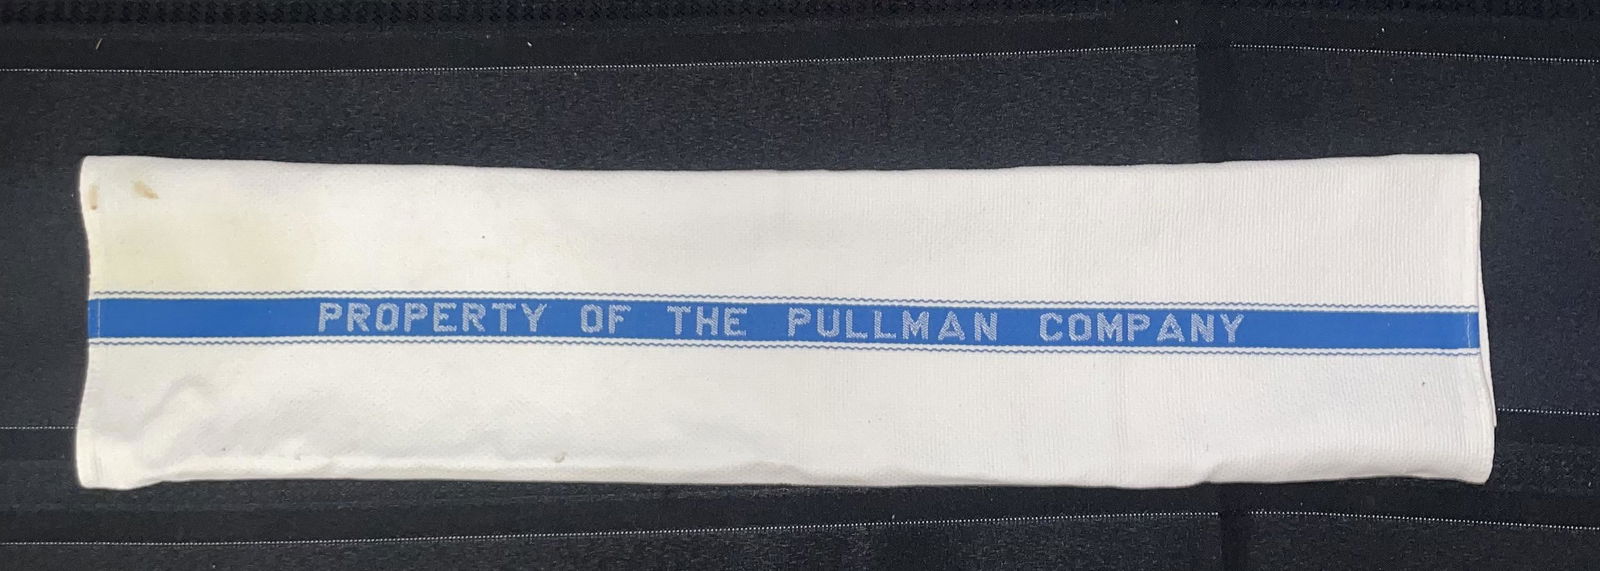 PROPERTY OF THE PULLMAN COMPANY